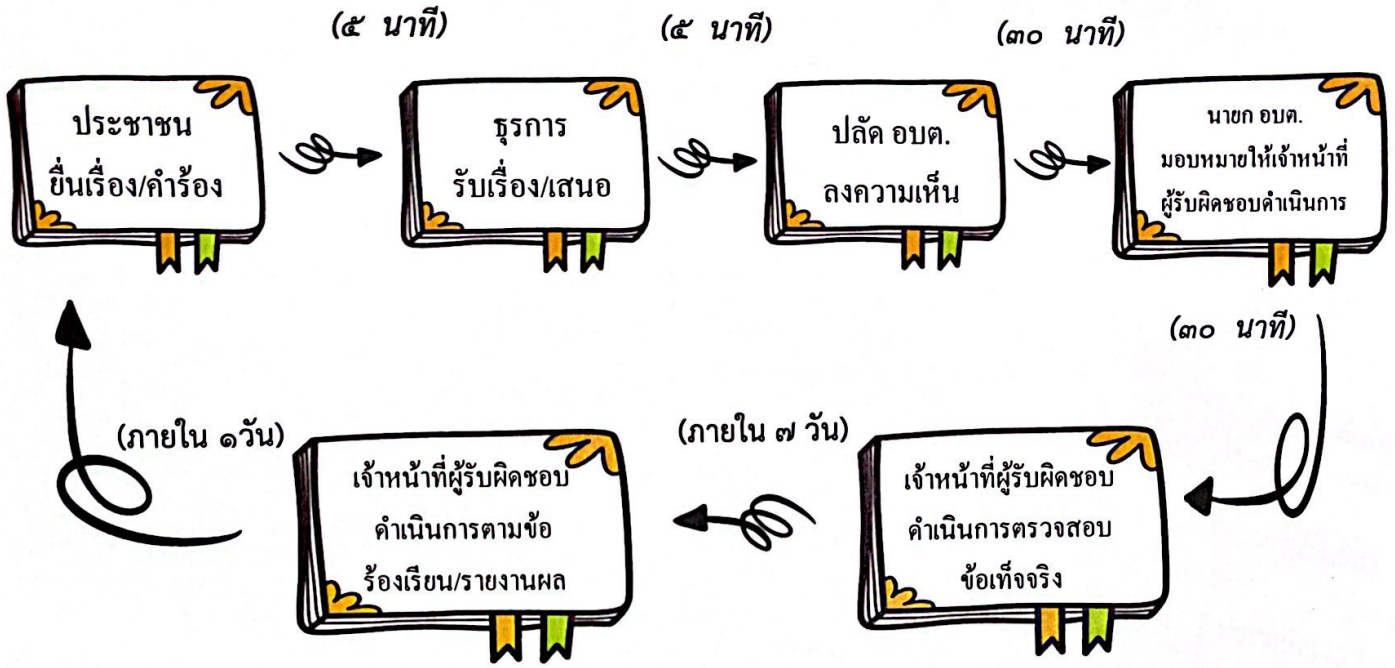 (๕ นาที)
(๕ นาที)
(๓๐ นาที)
ประชาชน
ยื่นเรื่อง/คำร้อง
ธุรการ
รับเรื่อง/เสนอ
ปลัด อบต.
ลงความเห็น
นายก อบต.
มอบหมายให้เจ้าหน้าที่
ผู้รับผิดชอบดำเนินการ
(๓๐ นาที)
(ภายใน ๗ วัน)
เจ้าหน้าที่ผู้รับผิดชอบ
ดำเนินการตรวจสอบ
ข้อเท็จจริง
(ภายใน ๑วัน)
เจ้าหน้าที่ผู้รับผิดชอบ
ดำเนินการตามข้อ
ร้องเรียน/รายงานผล